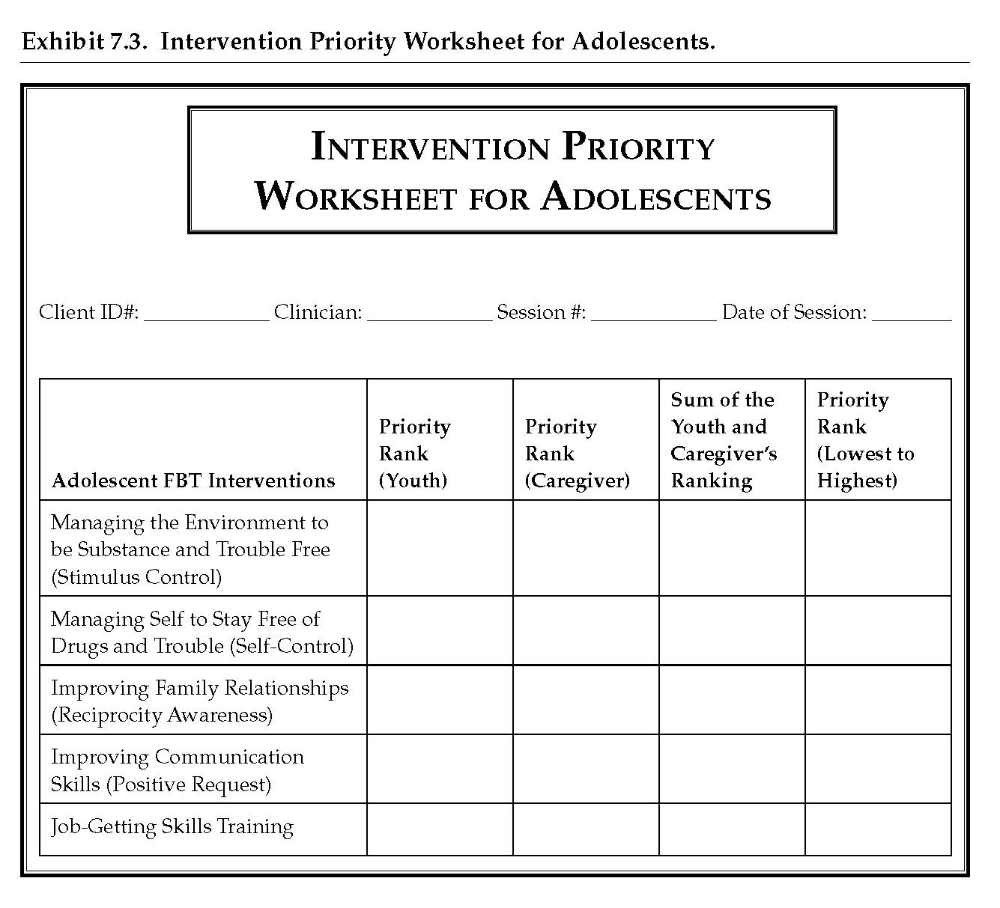 Exhibit 7.3. Intervention Priority Worksheet for Adolescents.
INTERVENTION PRIORITY
WORKSHEET FOR ADOLESCENTS
Client ID#: ____________ Clinician: ____________ Session #: ____________ Date of Session: ________
Adolescent FBT Interventions
Priority
Rank
(Youth)
Priority
Rank
(Caregiver)
Sum of the
Youth and
Caregiver’s
Ranking
Priority
Rank
(Lowest to
Highest)
Managing the Environment to
be Substance and Trouble Free
(Stimulus Control)
Managing Self to Stay Free of
Drugs and Trouble (Self-Control)
Improving Family Relationships
(Reciprocity Awareness)
Improving Communication
Skills (Positive Request)
Job-Getting Skills Training